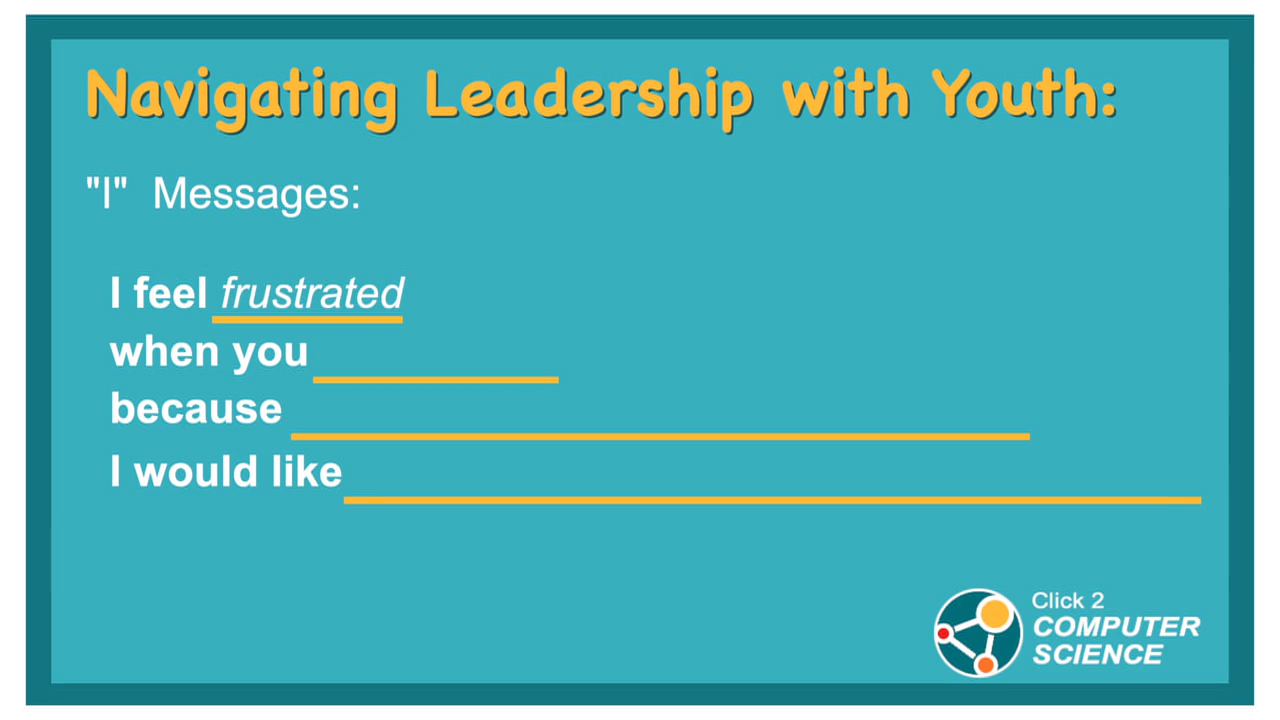 Navigating Leadership with Youth:
"I" Messages:
I feel frustrated
when you
because
I would like
Click 2
COMPUTER
SCIENCE